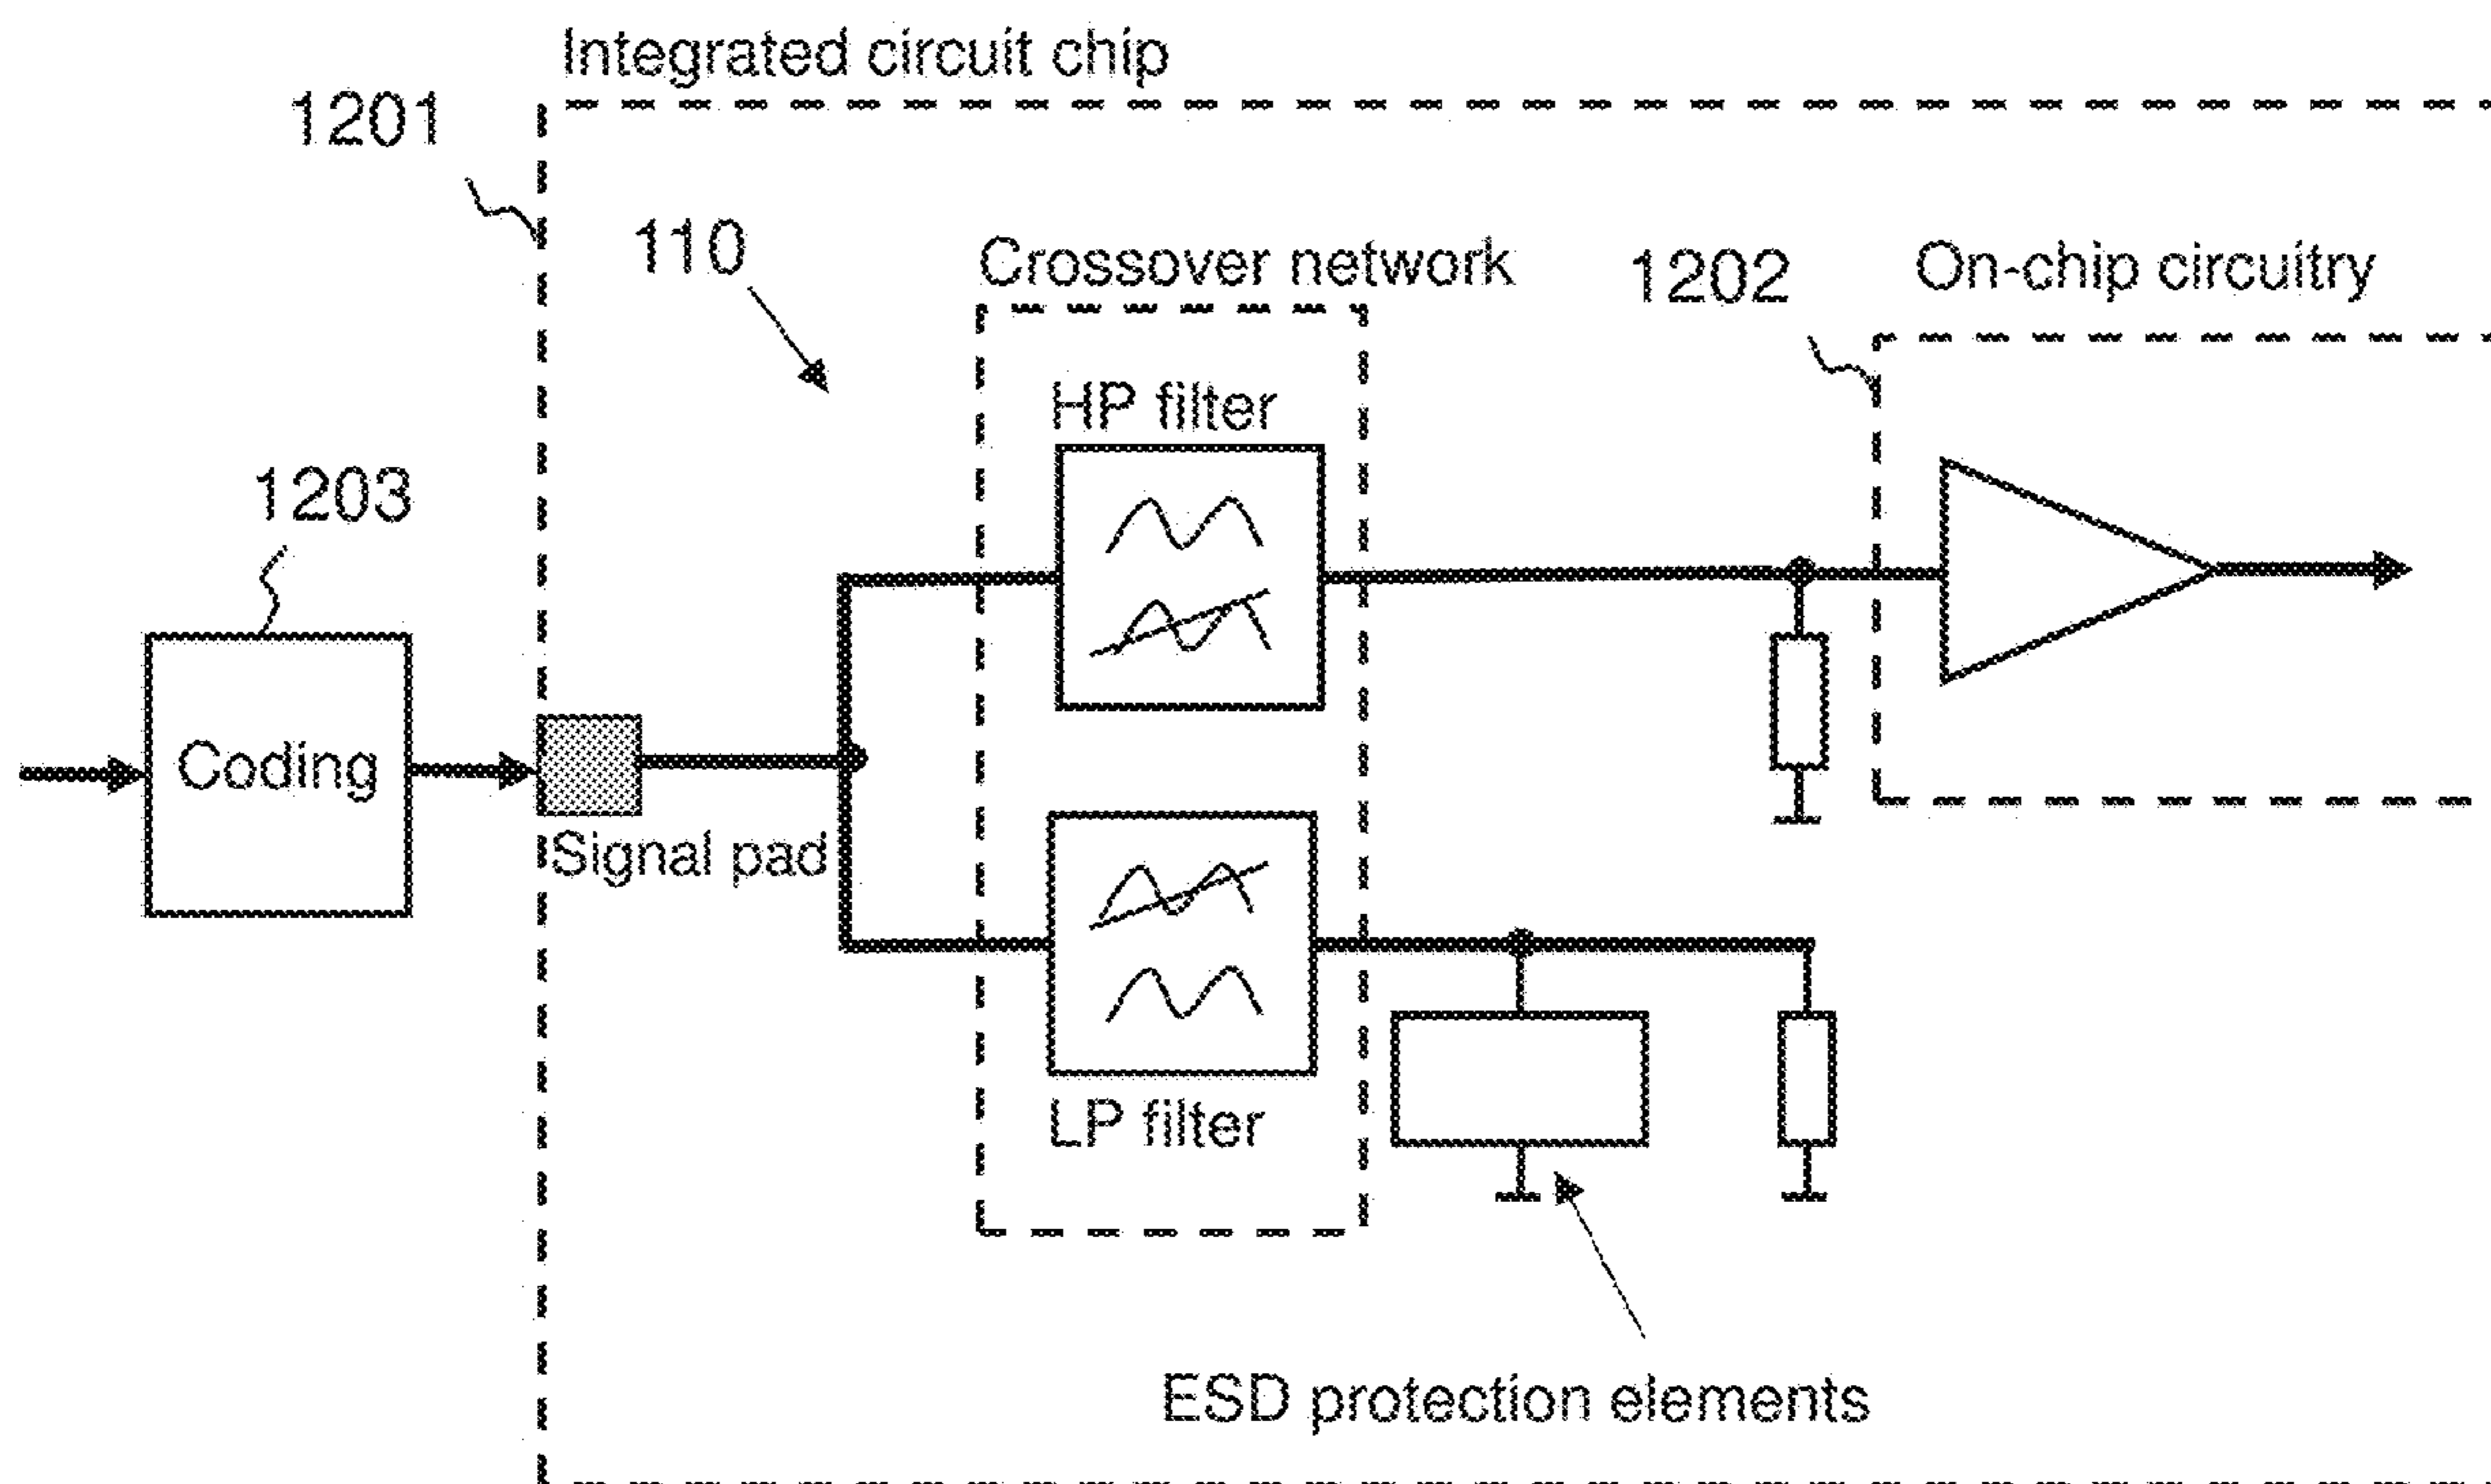 Integrated circuit chip
1201
110
Crossover network
1202
On-chip circuitry
HP filter
1203
Coding
Signal pad
LP filter
ESD protection elements